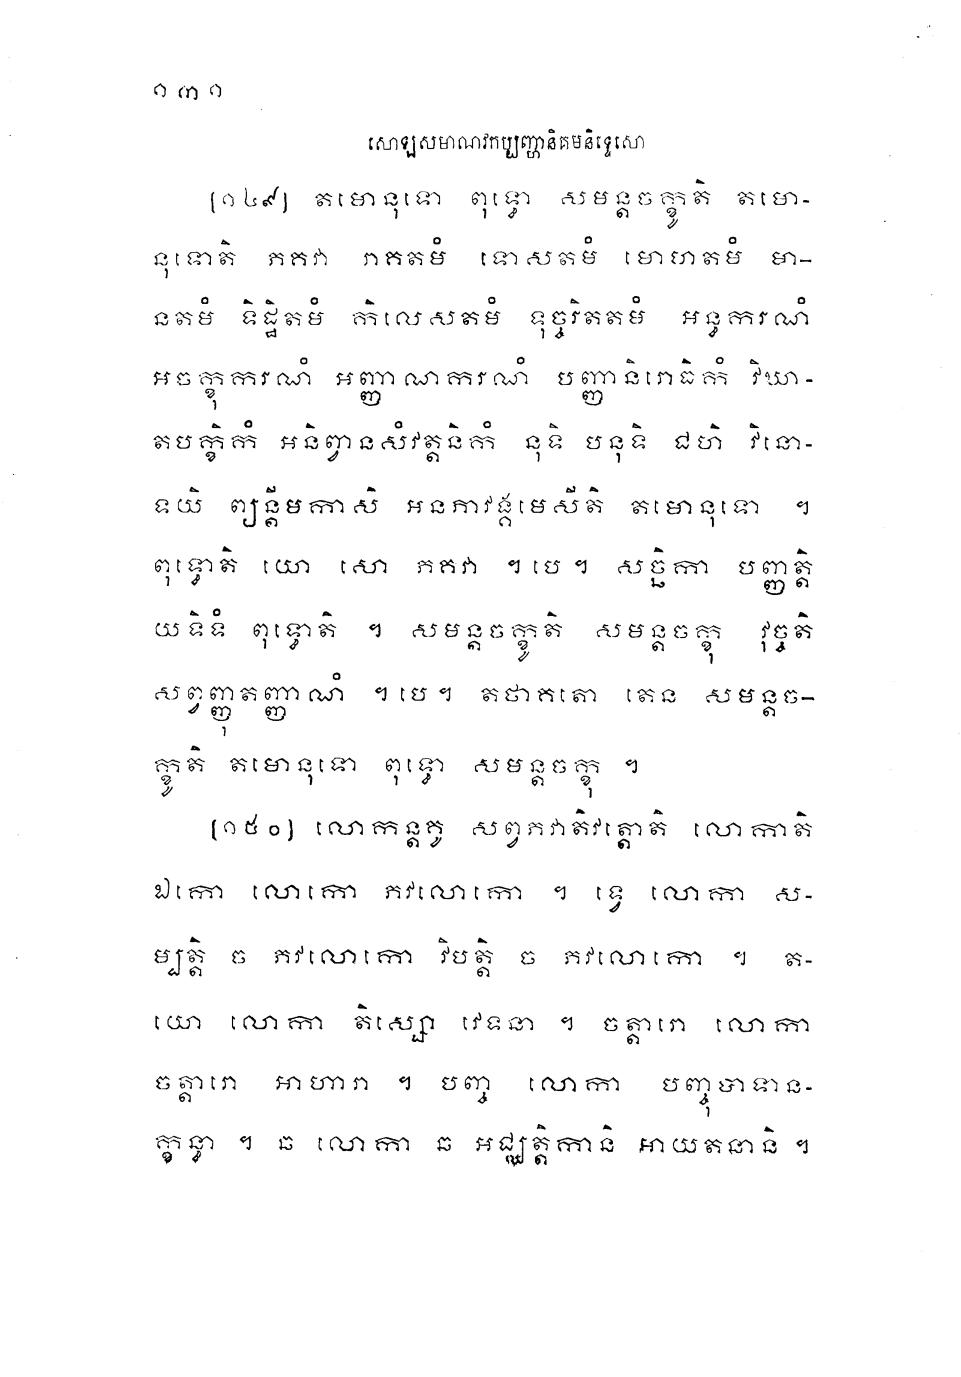 ១៣១
សោឡសមាណវកប្បញ្ហានិគមនិទ្ទេសោ
[១៤៩] តមោនុទោ ពុទ្ធោ សមន្តចក្ខូតិ តមោ-
នុទោតិ ភគវា រាគតមំ ទោសតមំ មោហតមំ មា-
នតមំ ទិដ្ឋិតមំ កិលេសតមំ ទុច្ចរិតតមំ អន្ធករណំ
អចក្ខុករណំ អញ្ញាណករណំ បញ្ញានិរោធិកំ វិឃា-
តបក្ខិកំ អនិព្វានសំវត្តនិកំ នុទិ បនុទិ ជហិ វិនោ-
ទយិ ព្យន្តីមកាសិ អនភាវង្គមេសីតិ តមោនុទោ ។
ពុទ្ធោតិ យោ សោ ភគវា ។បេ។ សច្ឆិកា បញ្ញត្តិ
យទិទំ ពុទ្ធោតិ ។ សមន្តចក្ខូតិ សមន្តចក្ខុ វុច្ចតិ
សព្វញ្ញុតញ្ញាណំ ។បេ។ តថាគតោ តេន សមន្តច-
ក្ខូតិ តមោនុទោ ពុទ្ធោ សមន្តចក្ខុ ។
[១៥០] លោកន្តគូ សព្វភវាតិវត្តោតិ លោកាតិ
ឯកោ លោកោ ភវលោកោ ។ ទ្វេ លោកា ស-
ម្បត្តិ ច ភវលោកោ វិបត្តិ ច ភវលោកោ ។ ត-
យោ លោកា តិស្សោ វេទនា ។ ចត្តារោ លោកា
ចត្តារោ អាហារា ។ បញ្ច លោកា បញ្ចុបាទាន-
ក្ខន្ធា ។ ឆ លោកា ឆ អជ្ឈត្តិកានិ អាយតនានិ ។